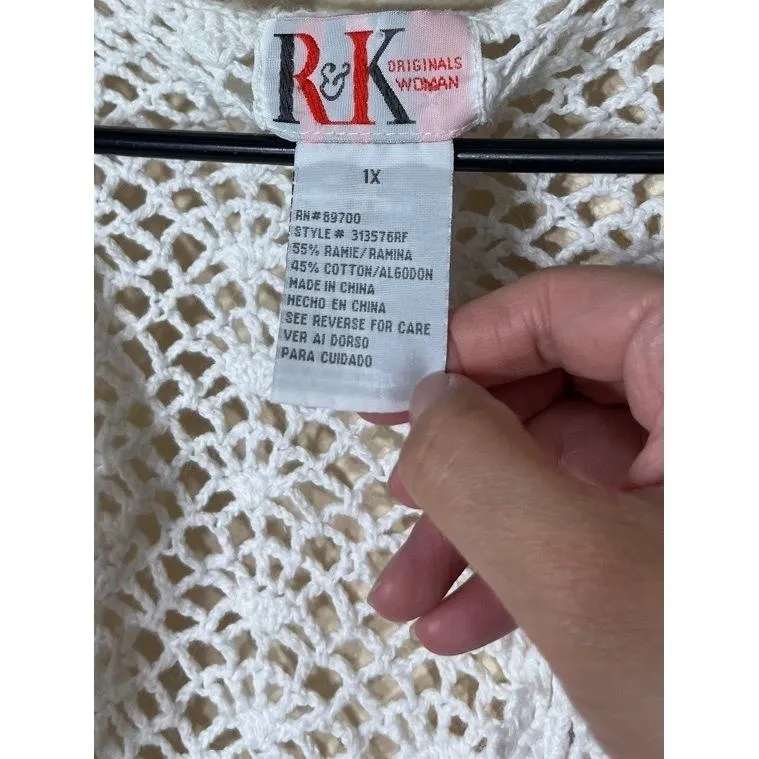 R&K ORIGINALS
WOMAN
1X
RN#69700
STYLE# 313576RF
55% RAMIE/RAMINA
45% COTTON/ALGODON
MADE IN CHINA
HECHO EN CHINA
SEE REVERSE FOR CARE
VER AI DORSO
PARA CUIDADO